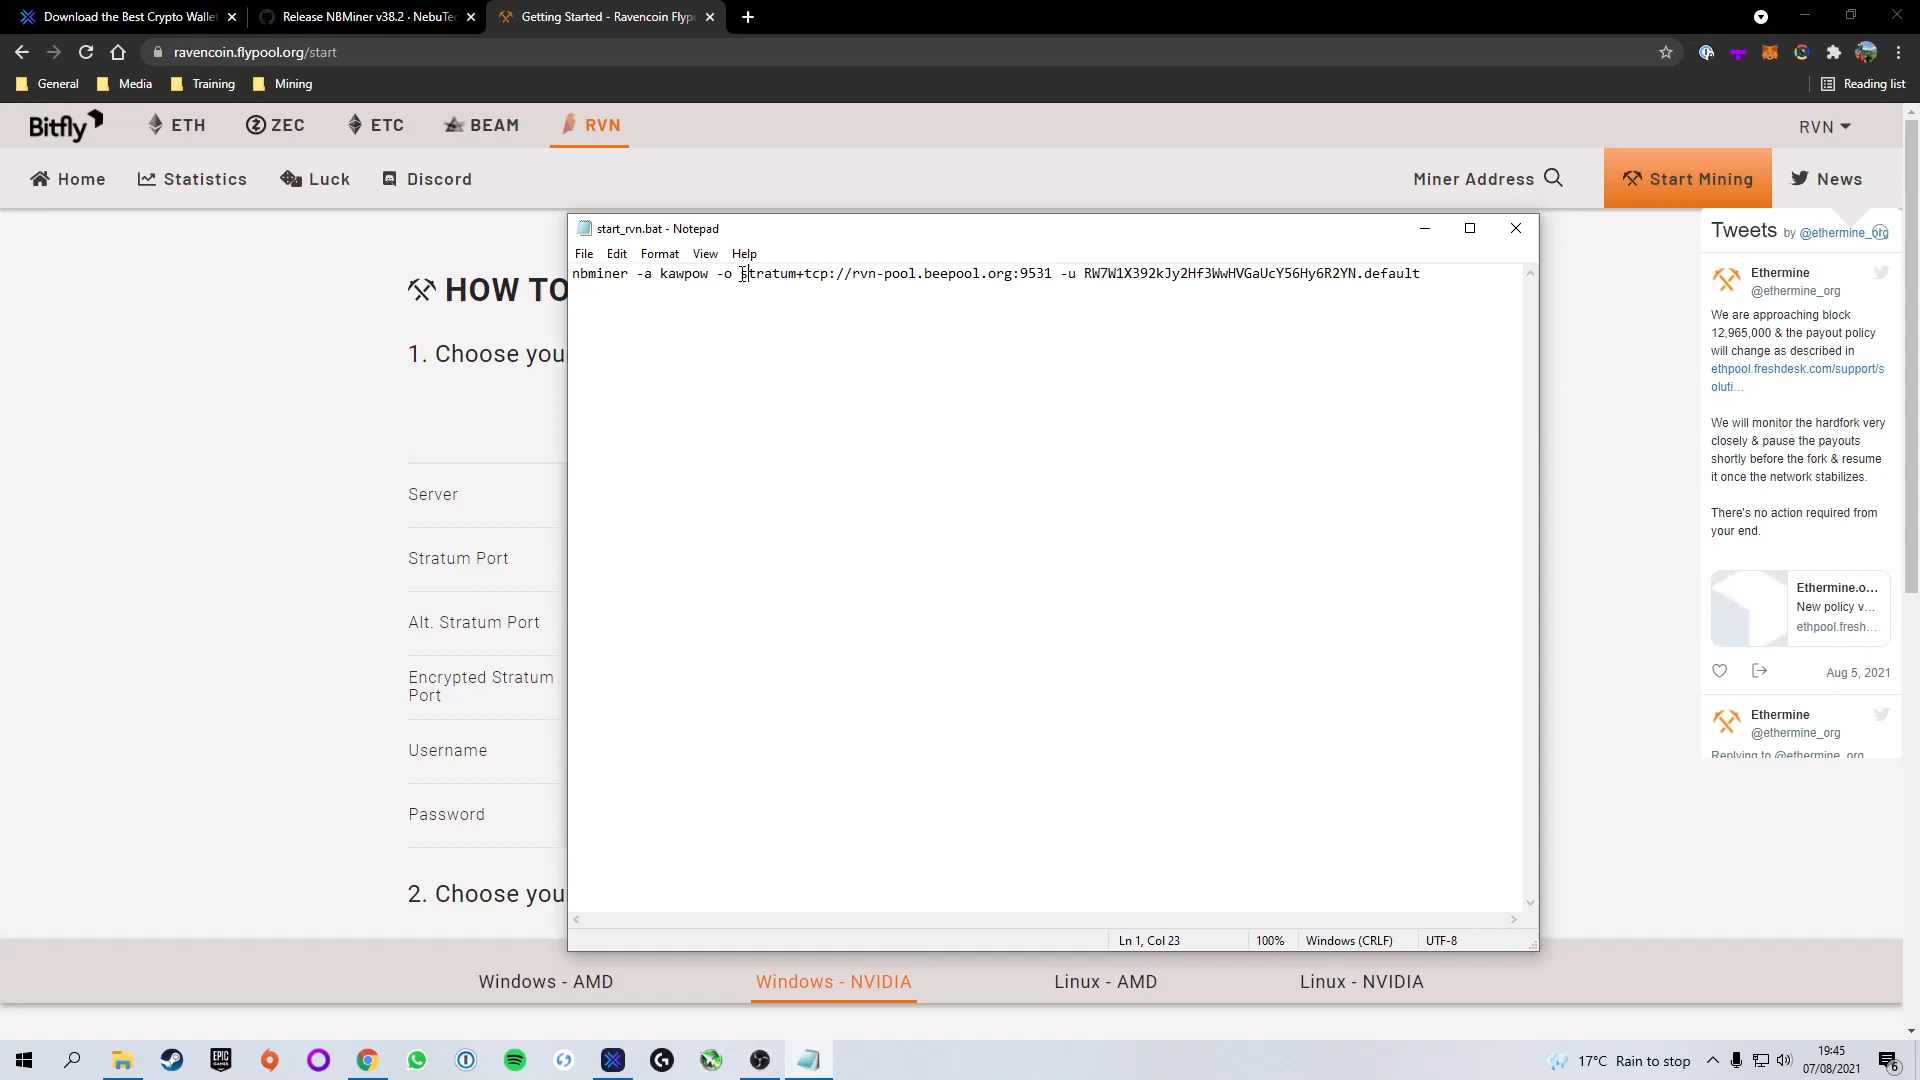 Download the Best Crypto Walle
Release NBMiner v38.2 · NebuTe
Getting Started - Ravencoin Flyp
ravencoin.flypool.org/start
General
Media
Training
Mining
Reading list
Bitfly
ETH
ZEC
ETC
BEAM
RVN
RVN
Home
Statistics
Luck
Discord
Miner Address
Start Mining
News
start_rvn.bat - Notepad
File Edit Format View Help
nbminer -a kawpow -o stratum+tcp://rvn-pool.beepool.org:9531 -u RW7W1X392kJy2Hf3WwHVGaUcY56Hy6R2YN.default
HOW TO
1. Choose you
Server
Stratum Port
Alt. Stratum Port
Encrypted Stratum
Port
Username
Password
2. Choose you
Ln 1, Col 23
100%
Windows (CRLF)
UTF-8
Tweets by @ethermine_org
Ethermine
@ethermine_org
We are approaching block
12,965,000 & the payout policy
will change as described in
ethpool.freshdesk.com/support/s
oluti…
We will monitor the hardfork very
closely & pause the payouts
shortly before the fork & resume
it once the network stabilizes.
There's no action required from
your end.
Ethermine.o…
New policy v…
ethpool.fresh…
Aug 5, 2021
Ethermine
@ethermine_org
Replying to @ethermine_org
Windows - AMD
Windows - NVIDIA
Linux - AMD
Linux - NVIDIA
EPIC
GAMES
17°C Rain to stop
19:45
07/08/2021
6